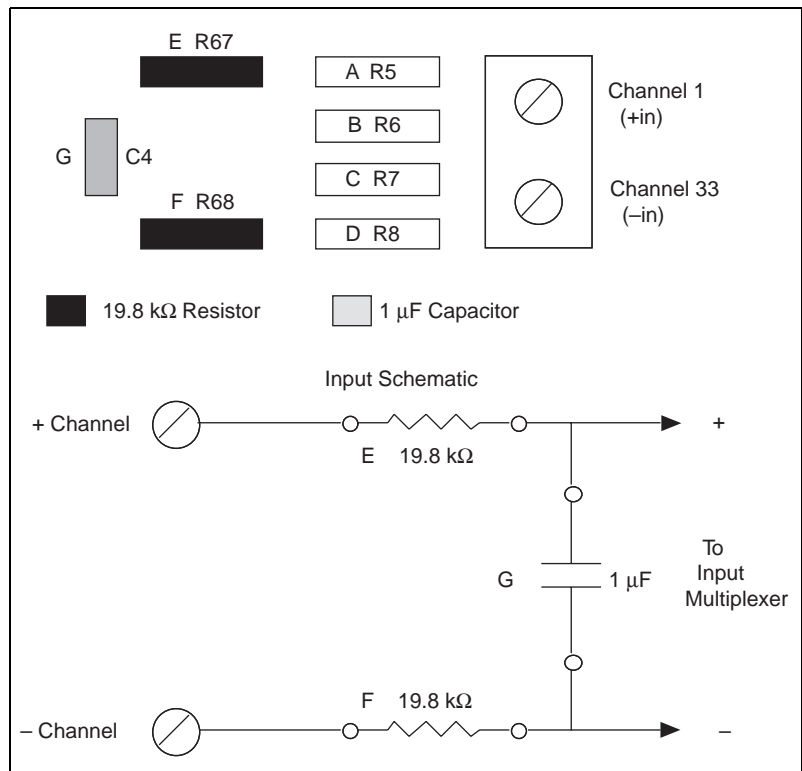 E R67
A R5
B R6
G C4
C R7
F R68
D R8
Channel 1
(+in)
Channel 33
(–in)
19.8 kΩ Resistor
1 μF Capacitor
Input Schematic
+ Channel
+
E 19.8 kΩ
G 1 μF
To
Input
Multiplexer
F 19.8 kΩ
– Channel
–